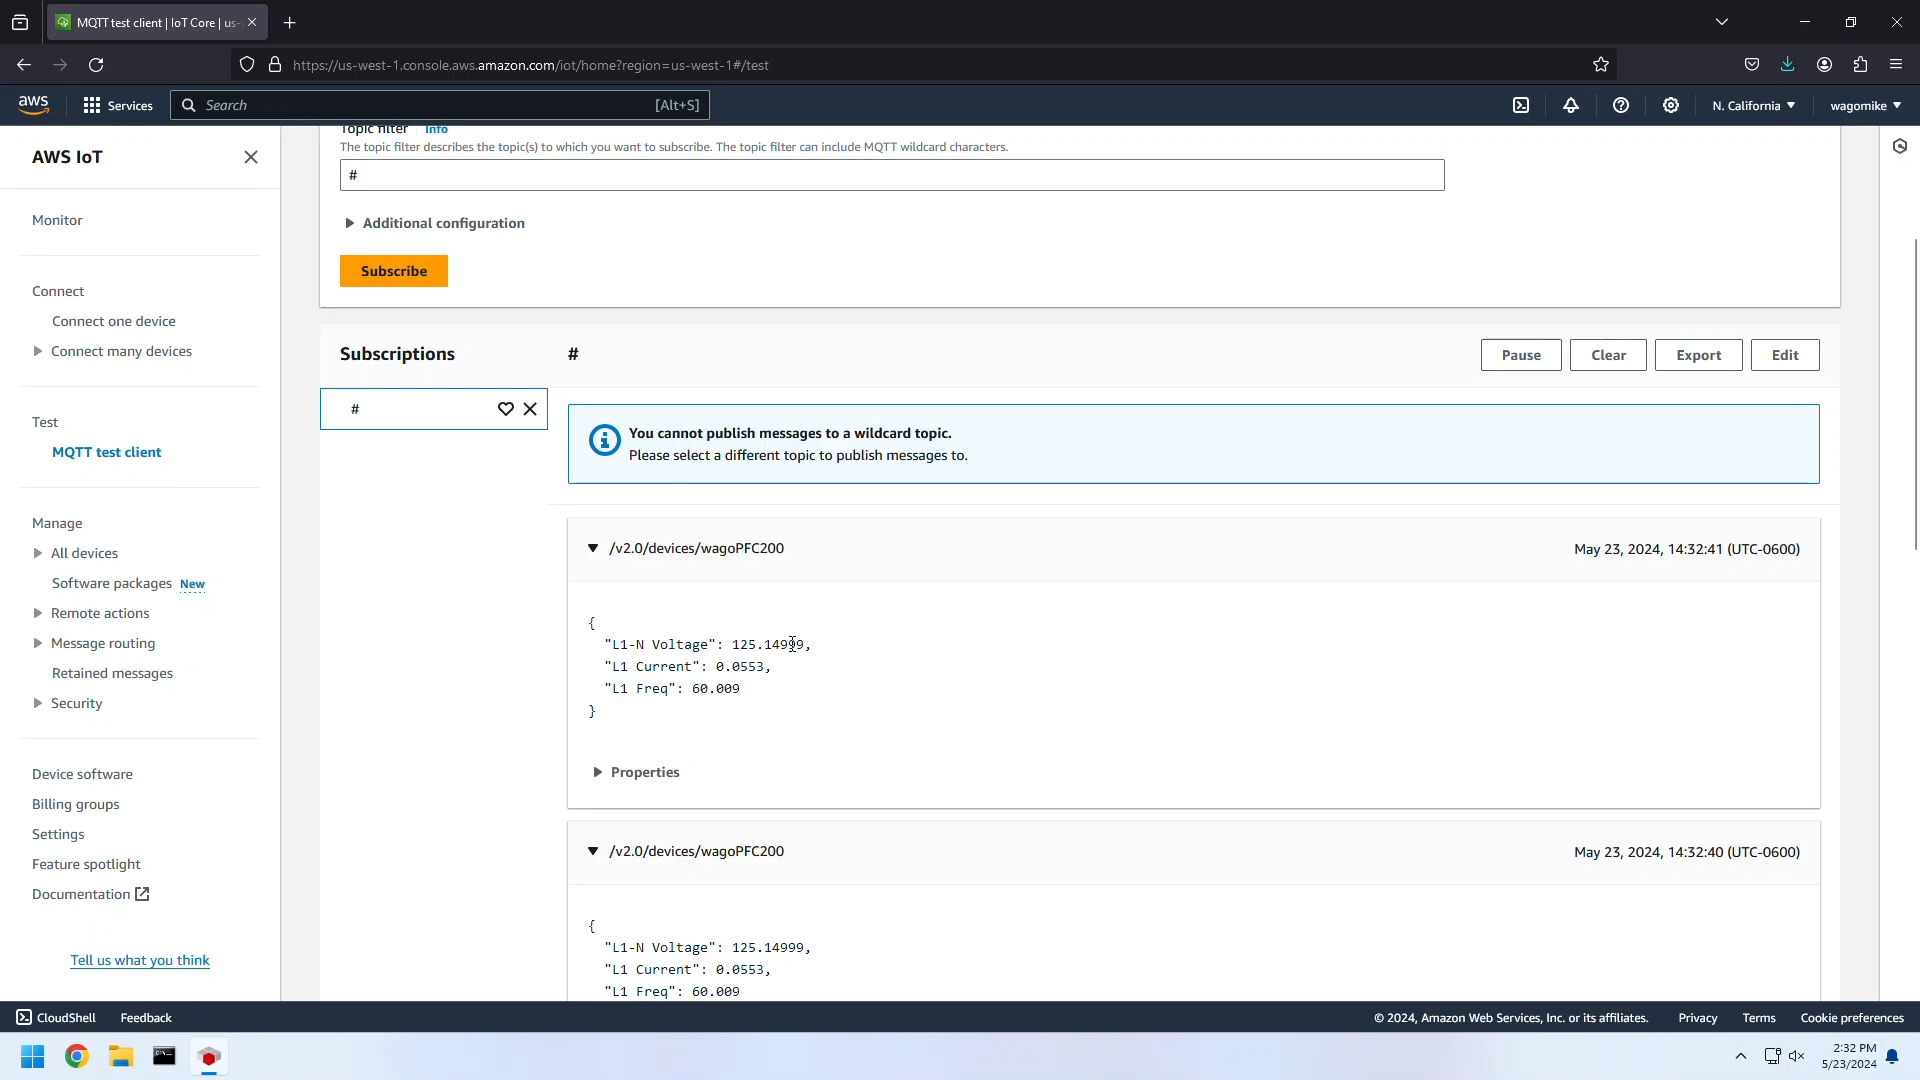 MQTT test client | IoT Core | us-
https://us-west-1.console.aws.amazon.com/iot/home?region=us-west-1#/test
aws
Services
Search
[Alt+S]
N. California
wagomike
AWS IoT
Monitor
Connect
Connect one device
Connect many devices
Test
MQTT test client
Manage
All devices
Software packages New
Remote actions
Message routing
Retained messages
Security
Device software
Billing groups
Settings
Feature spotlight
Documentation
Tell us what you think
Topic filter Info
The topic filter describes the topic(s) to which you want to subscribe. The topic filter can include MQTT wildcard characters.
#
Additional configuration
Subscribe
Subscriptions
#
Pause
Clear
Export
Edit
#
You cannot publish messages to a wildcard topic.
Please select a different topic to publish messages to.
/v2.0/devices/wagoPFC200
May 23, 2024, 14:32:41 (UTC-0600)
{
"L1-N Voltage": 125.14999,
"L1 Current": 0.0553,
"L1 Freq": 60.009
}
Properties
/v2.0/devices/wagoPFC200
May 23, 2024, 14:32:40 (UTC-0600)
{
"L1-N Voltage": 125.14999,
"L1 Current": 0.0553,
"L1 Freq": 60.009
CloudShell
Feedback
© 2024, Amazon Web Services, Inc. or its affiliates.
Privacy
Terms
Cookie preferences
2:32 PM
5/23/2024